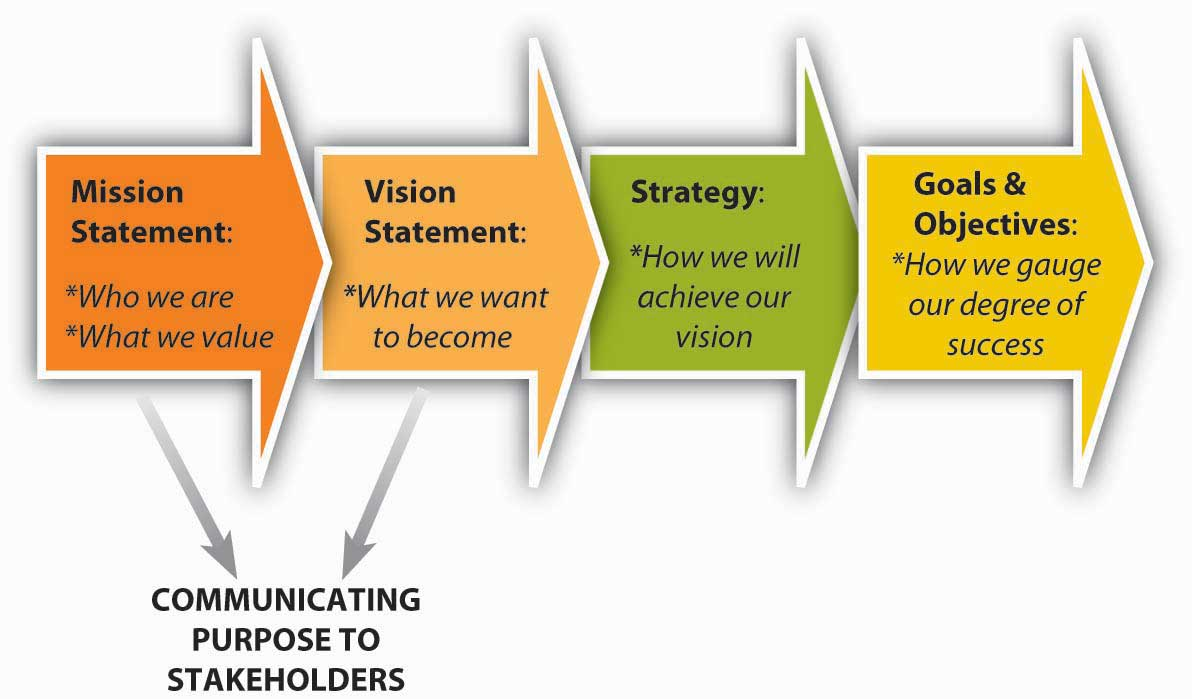 Mission
Statement:
*Who we are
*What we value
Vision
Statement:
*What we want
to become
Strategy:
*How we will
achieve our
vision
Goals &
Objectives:
*How we gauge
our degree of
success
COMMUNICATING
PURPOSE TO
STAKEHOLDERS